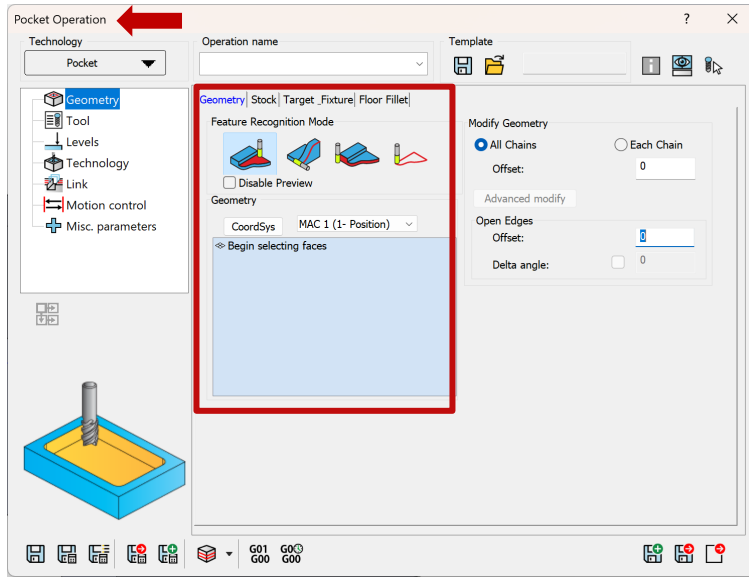 Pocket Operation
?
Technology
Operation name
Template
Pocket
Geometry
Tool
Levels
Technology
Link
Motion control
Misc. parameters
Geometry Stock Target _Fixture Floor Fillet
Feature Recognition Mode
Disable Preview
Geometry
CoordSys MAC 1 (1- Position)
Begin selecting faces
Modify Geometry
All Chains Each Chain
Offset: 0
Advanced modify
Open Edges
Offset: 0
Delta angle: 0
G01 G0
G00 G00